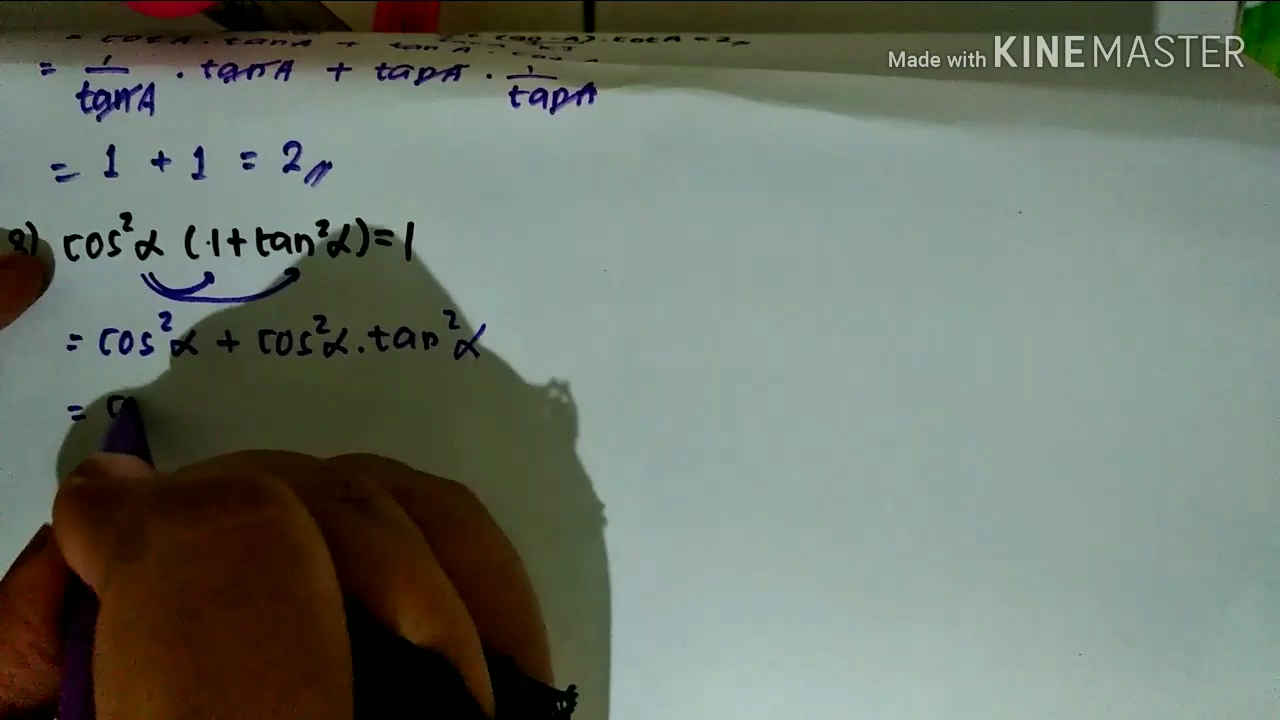 Made with KINEMASTER
= 1/tanA . tanA + tanA . 1/tanA
= 1 + 1 = 2
cos²α (1+tan²α)=1
= cos²α + cos²α.tan²α
=